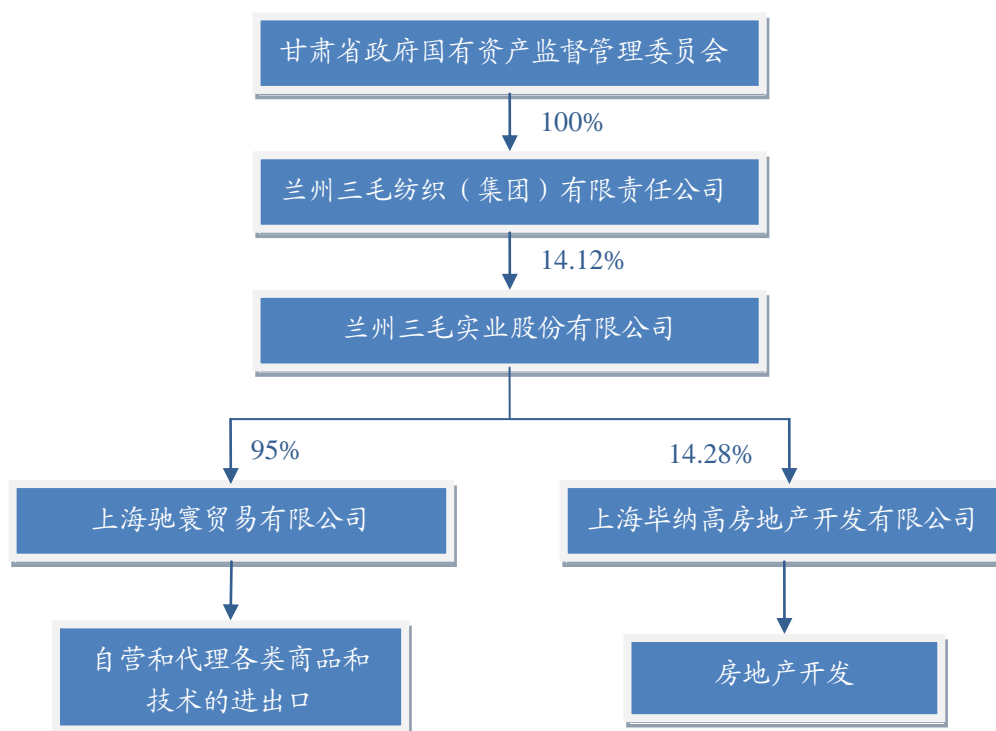 甘肃省政府国有资产监督管理委员会
100%
兰州三毛纺织（集团）有限责任公司
14.12%
兰州三毛实业股份有限公司
95%
14.28%
上海驰寰贸易有限公司
上海毕纳高房地产开发有限公司
自营和代理各类商品和
技术的进出口
房地产开发